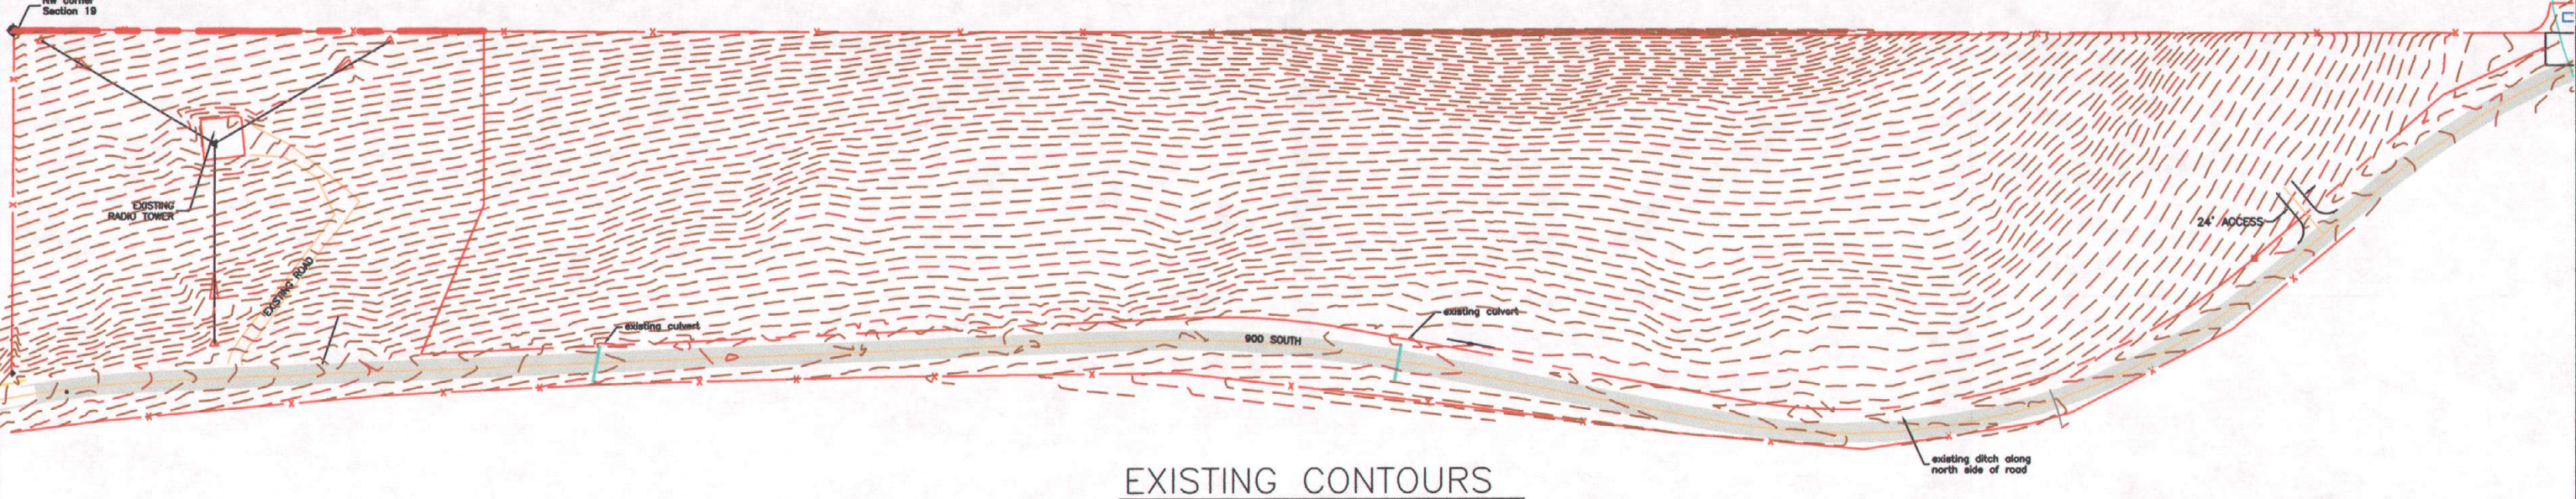 NW corner
Section 19
EXISTING
RADIO TOWER
EXISTING ROAD
existing culvert
900 SOUTH
existing culvert
24' ACCESS
existing ditch along
north side of road
EXISTING CONTOURS